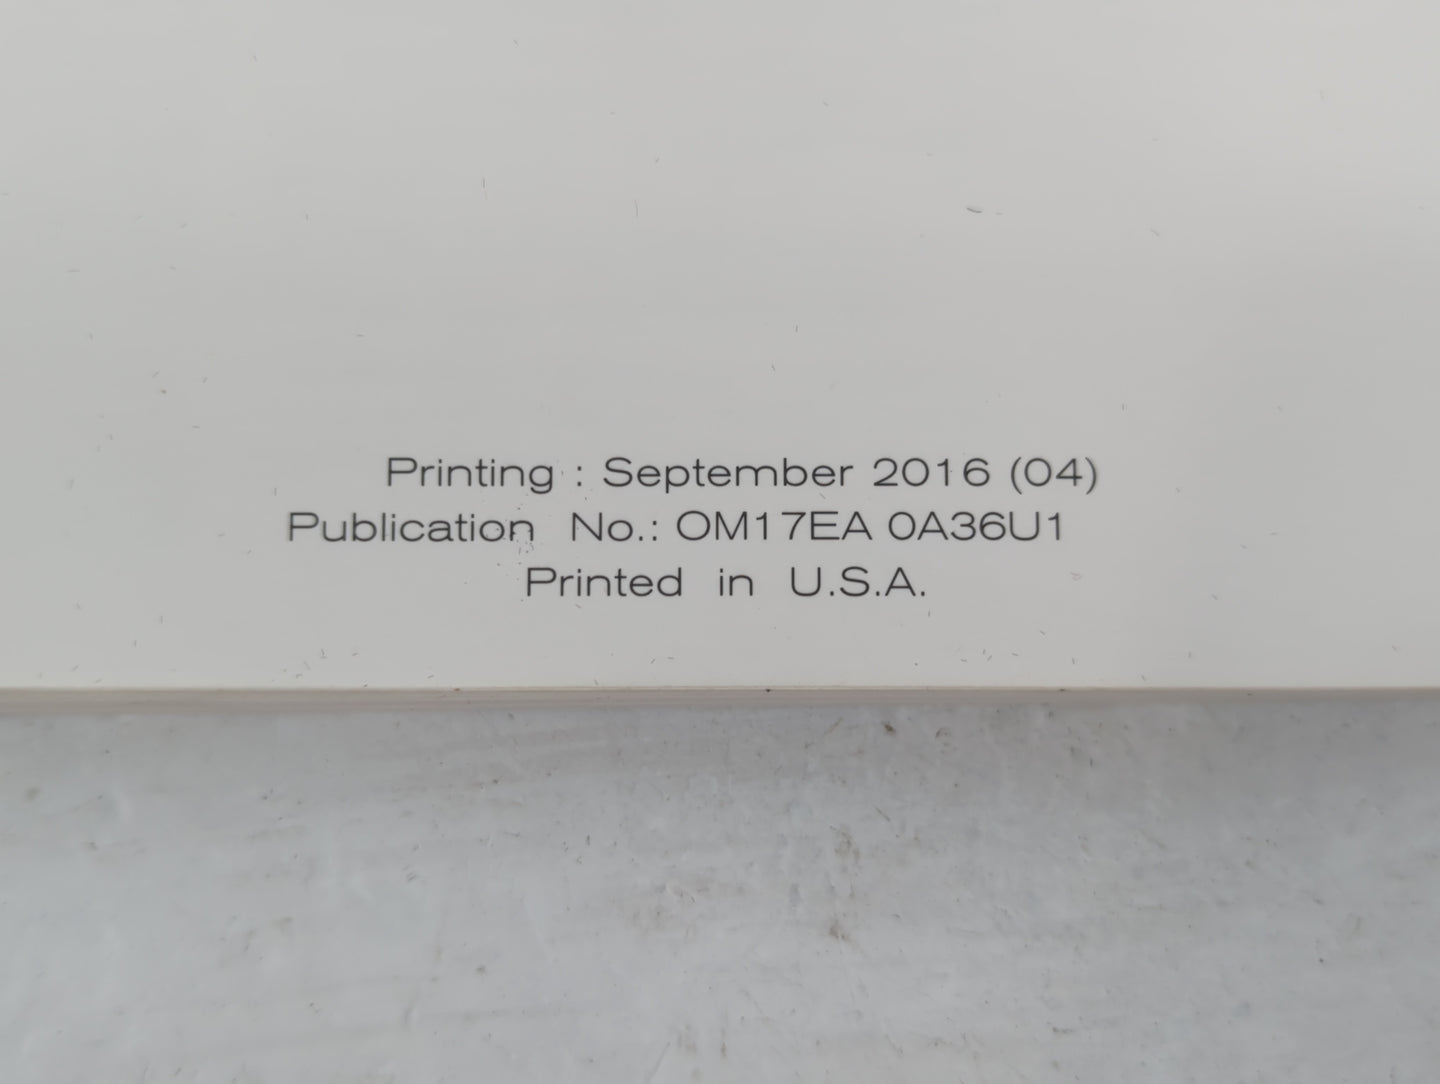 Printing : September 2016 (04)
Publication No.: OM17EA 0A36U1
Printed in U.S.A.